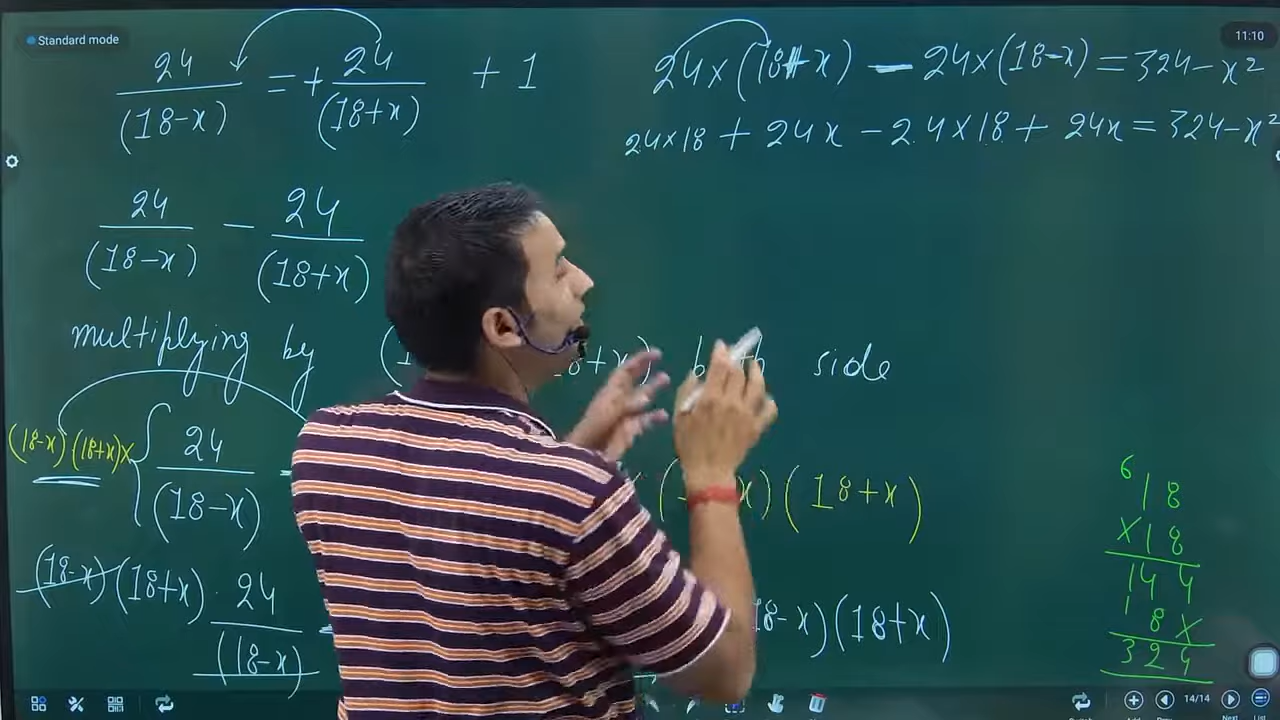 Standard mode
11:10
24/(18-x) = + 24/(18+x) + 1
24/(18-x) - 24/(18+x)
multiplying by
both side
(18-x)(18+x)x { 24/(18-x)
x)(18+x)
(18-x)(18+x) 24/(18-x)
18-x)(18+x)
24x(18+x) - 24x(18-x) = 324-x²
24x18 + 24x - 24x18 + 24x = 324-x²
6
18
x18
144
18x
324
14/14